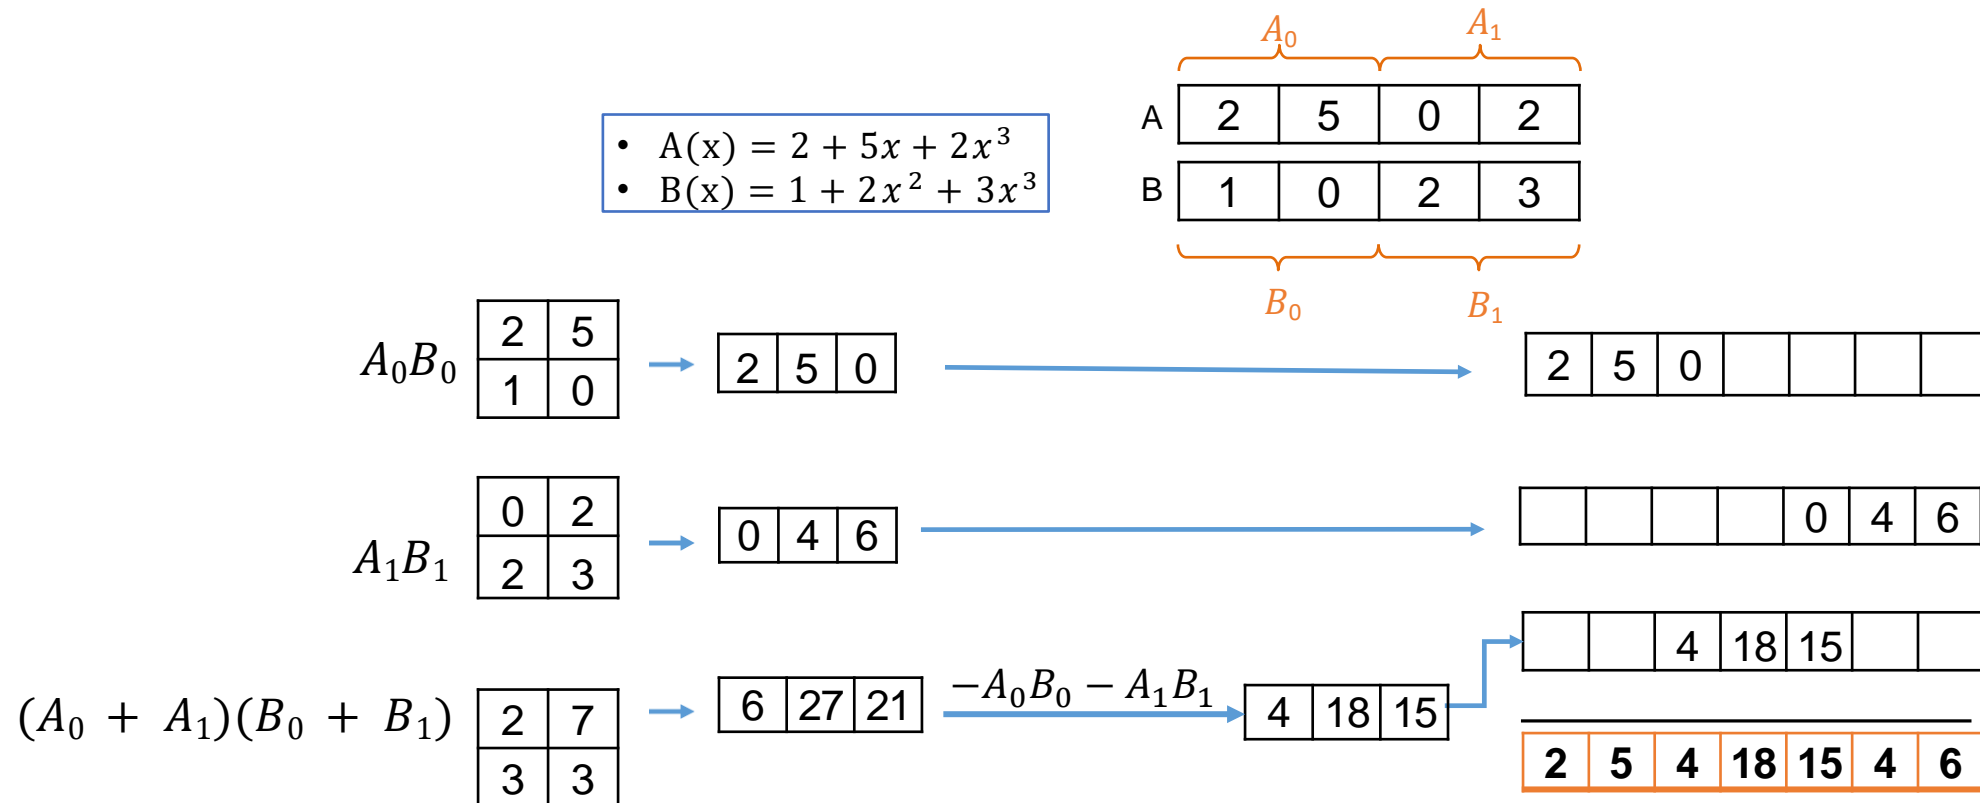 A₀ A₁
A 2 5 0 2
• A(x) = 2 + 5x + 2x³
• B(x) = 1 + 2x² + 3x³
B 1 0 2 3
B₀ B₁
A₀B₀
2 5
1 0
2 5 0
2 5 0
A₁B₁
0 2
2 3
0 4 6
0 4 6
(A₀ + A₁)(B₀ + B₁)
2 7
3 3
6 27 21
−A₀B₀ − A₁B₁
4 18 15
4 18 15
2 5 4 18 15 4 6